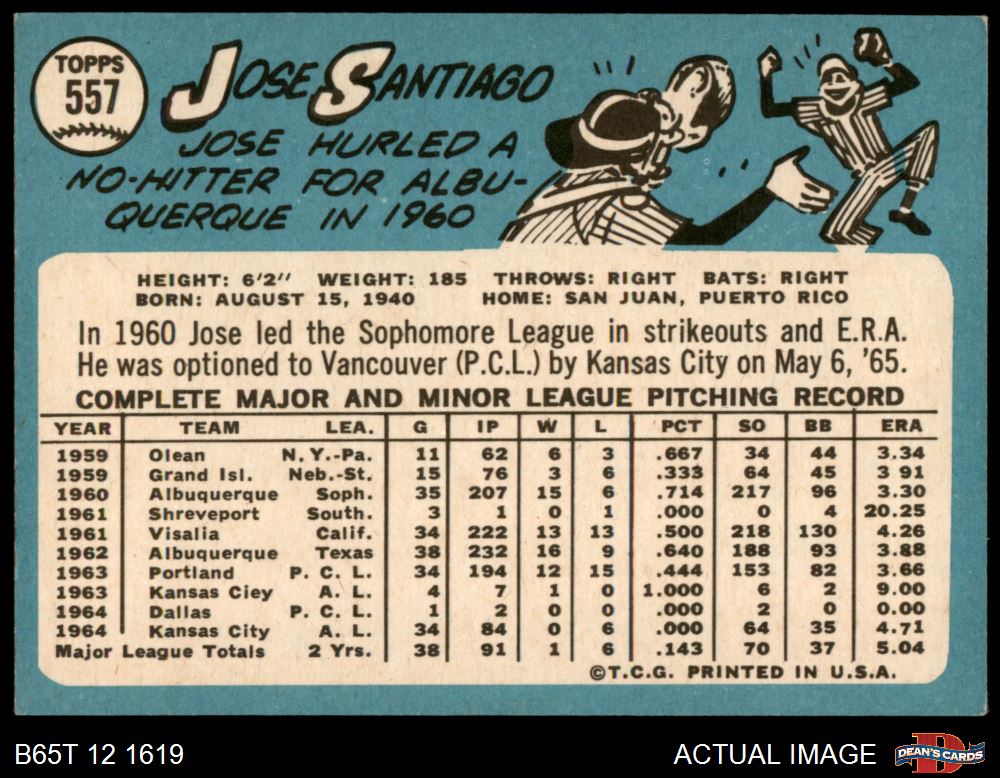 TOPPS
557
JOSE SANTIAGO
JOSE HURLED A
NO-HITTER FOR ALBU-
QUERQUE IN 1960
HEIGHT: 6'2" WEIGHT: 185 THROWS: RIGHT BATS: RIGHT
BORN: AUGUST 15, 1940 HOME: SAN JUAN, PUERTO RICO
In 1960 Jose led the Sophomore League in strikeouts and E.R.A.
He was optioned to Vancouver (P.C.L.) by Kansas City on May 6, '65.
COMPLETE MAJOR AND MINOR LEAGUE PITCHING RECORD
YEAR TEAM LEA. G IP W L PCT SO BB ERA
1959 Olean N.Y.-Pa. 11 62 6 3 .667 34 44 3.34
1959 Grand Isl. Neb.-St. 15 76 3 6 .333 64 45 3 91
1960 Albuquerque Soph. 35 207 15 6 .714 217 96 3.30
1961 Shreveport South. 3 1 0 1 .000 0 4 20.25
1961 Visalia Calif. 34 222 13 13 .500 218 130 4.26
1962 Albuquerque Texas 38 232 16 9 .640 188 93 3.88
1963 Portland P. C. L. 34 194 12 15 .444 153 82 3.66
1963 Kansas Ciey A. L. 4 7 1 0 1.000 6 2 9.00
1964 Dallas P. C. L. 1 2 0 0 .000 2 0 0.00
1964 Kansas City A. L. 34 84 0 6 .000 64 35 4.71
Major League Totals 2 Yrs. 38 91 1 6 .143 70 37 5.04
©T.C.G. PRINTED IN U.S.A.
B65T 12 1619 ACTUAL IMAGE DEAN'S CARDS